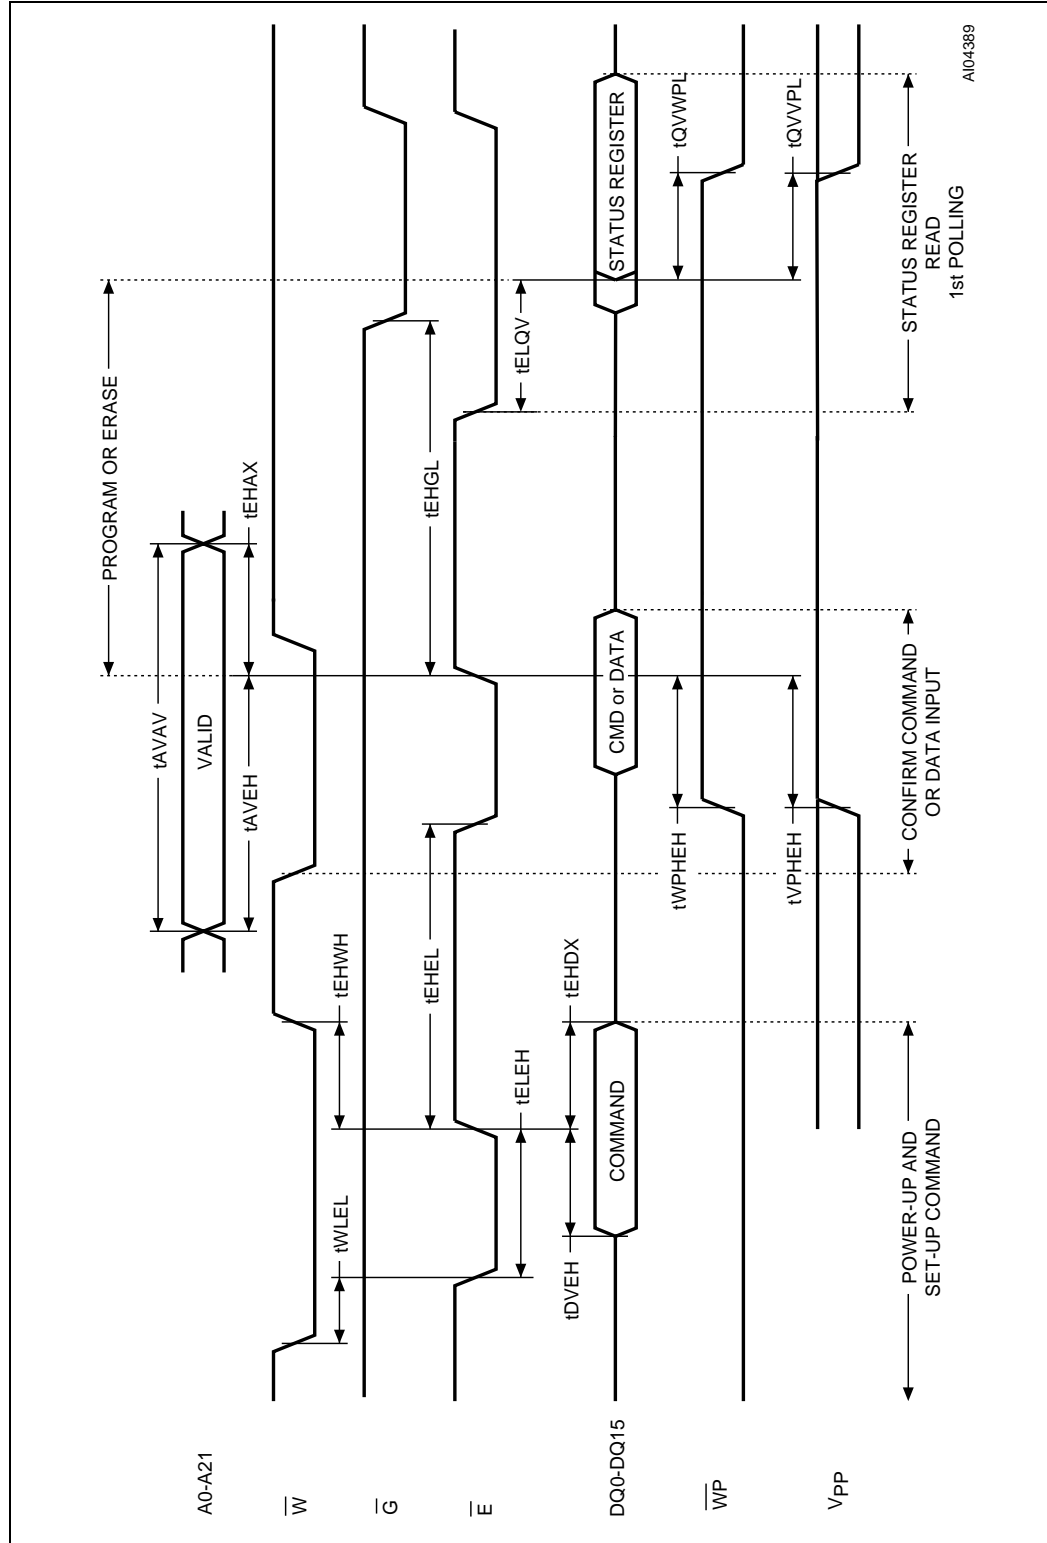 PROGRAM OR ERASE
tAVAV
A0-A21
VALID
tAVEH
tEHAX
W
tWLEL
tEHWH
G
tEHEL
tEHGL
E
tELEH
tELQV
tDVEH
tEHDX
DQ0-DQ15
COMMAND
CMD or DATA
STATUS REGISTER
tWPHEH
tQVWPL
WP
tVPHEH
tQVVPL
VPP
POWER-UP AND
SET-UP COMMAND
CONFIRM COMMAND
OR DATA INPUT
STATUS REGISTER
READ
1st POLLING
AI04389